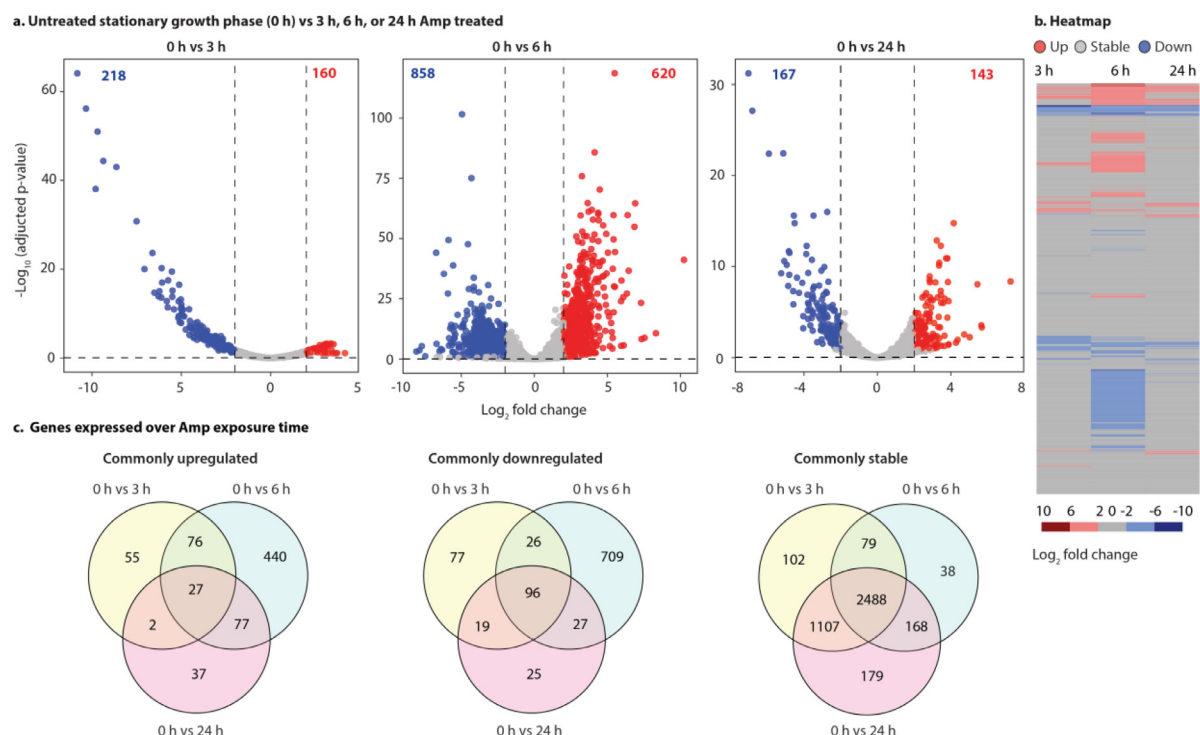 a. Untreated stationary growth phase (0 h) vs 3 h, 6 h, or 24 h Amp treated
0 h vs 3 h
218
160
60
40
20
0
-10
5
0
5
-Log10 (adjucted p-value)
0 h vs 6 h
858
620
100
75
50
25
0
-10
-5
0
5
10
Log2 fold change
0 h vs 24 h
167
143
30
20
10
0
-8
-4
0
4
8
b. Heatmap
Up Stable Down
3 h 6 h 24 h
10 6 2 0 -2 -6 -10
Log2 fold change
c. Genes expressed over Amp exposure time
Commonly upregulated
0 h vs 3 h
0 h vs 6 h
55
76
440
27
2
77
37
0 h vs 24 h
Commonly downregulated
0 h vs 3 h
0 h vs 6 h
77
26
709
96
19
27
25
0 h vs 24 h
Commonly stable
0 h vs 3 h
0 h vs 6 h
102
79
38
2488
1107
168
179
0 h vs 24 h